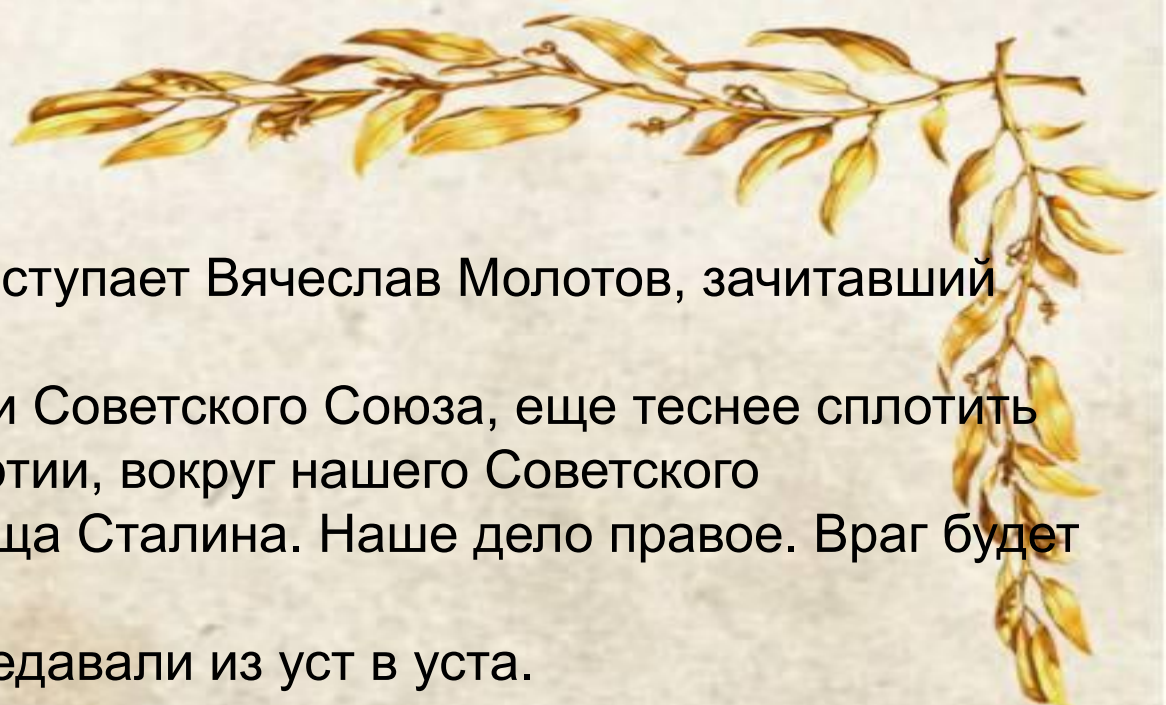 ступает Вячеслав Молотов, зачитавший
и Советского Союза, еще теснее сплотить
ртии, вокруг нашего Советского
ща Сталина. Наше дело правое. Враг будет
едавали из уст в уста.